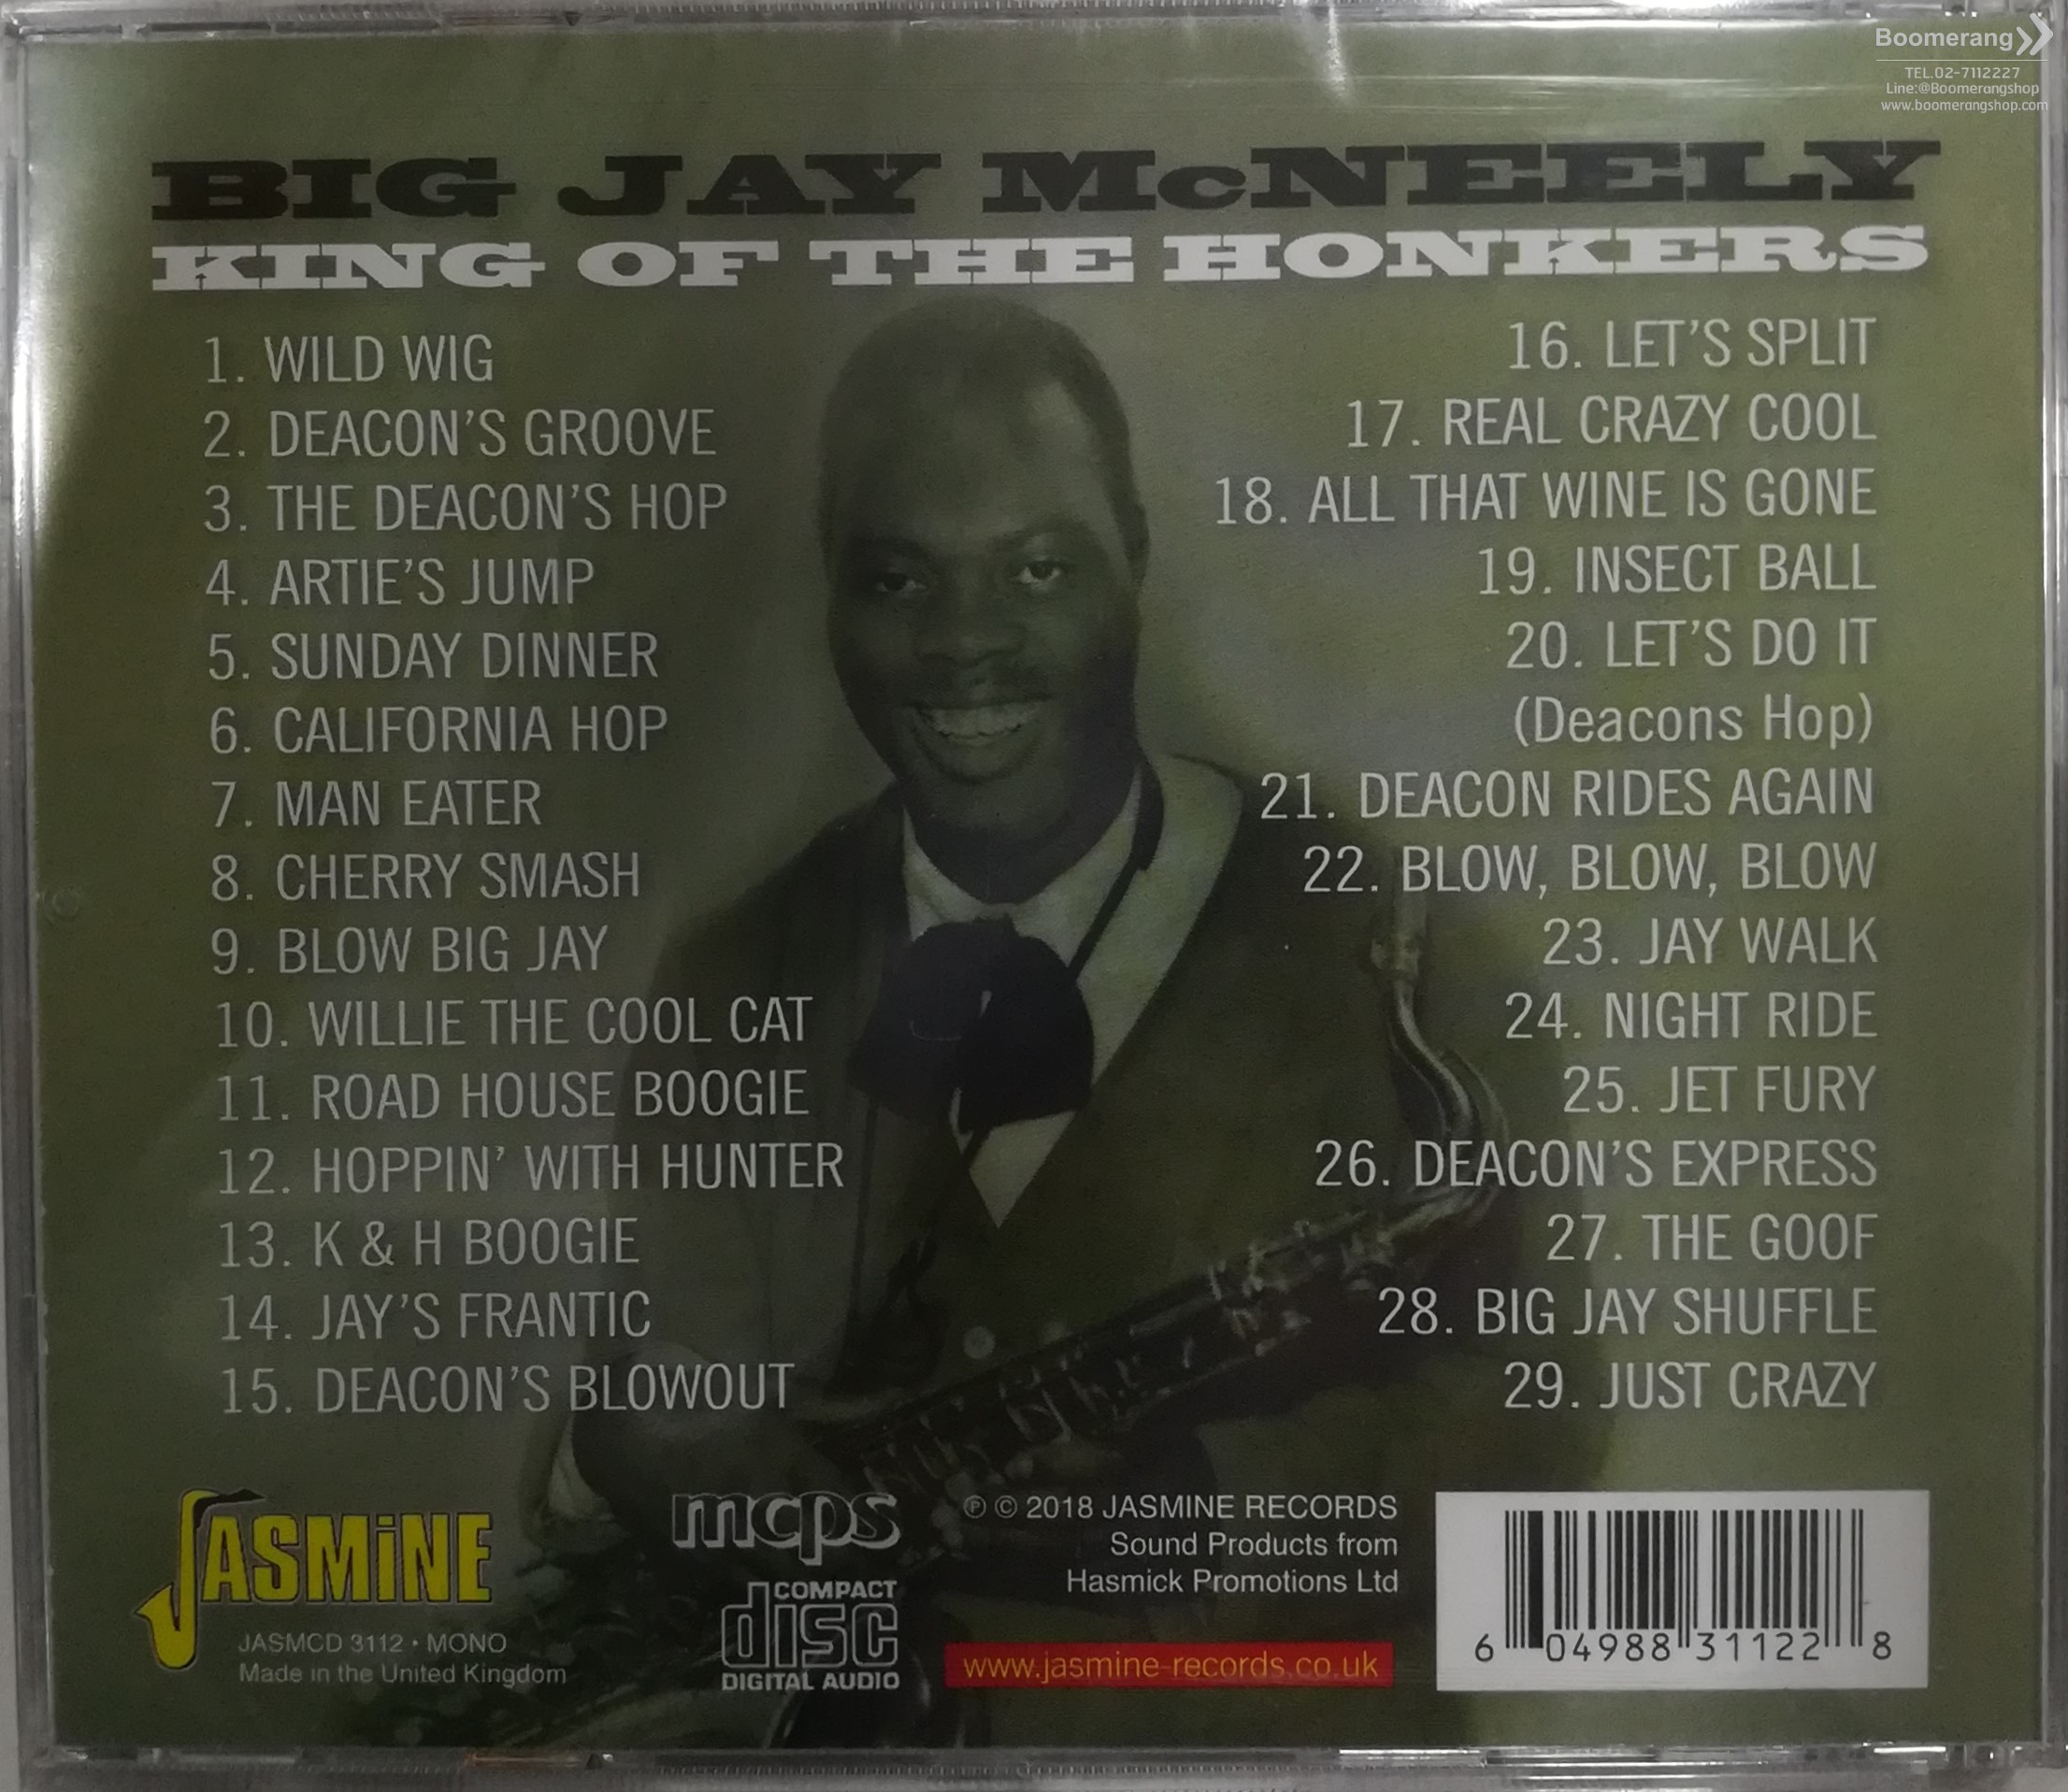 Boomerang
TEL.02-7112227
Line:@Boomerangshop
www.boomerangshop.com
BIG JAY McNEELY
KING OF THE HONKERS
1. WILD WIG
2. DEACON'S GROOVE
3. THE DEACON'S HOP
4. ARTIE'S JUMP
5. SUNDAY DINNER
6. CALIFORNIA HOP
7. MAN EATER
8. CHERRY SMASH
9. BLOW BIG JAY
10. WILLIE THE COOL CAT
11. ROAD HOUSE BOOGIE
12. HOPPIN' WITH HUNTER
13. K & H BOOGIE
14. JAY'S FRANTIC
15. DEACON'S BLOWOUT
16. LET'S SPLIT
17. REAL CRAZY COOL
18. ALL THAT WINE IS GONE
19. INSECT BALL
20. LET'S DO IT
(Deacons Hop)
21. DEACON RIDES AGAIN
22. BLOW, BLOW, BLOW
23. JAY WALK
24. NIGHT RIDE
25. JET FURY
26. DEACON'S EXPRESS
27. THE GOOF
28. BIG JAY SHUFFLE
29. JUST CRAZY
JASMiNE
JASMCD 3112 • MONO
Made in the United Kingdom
mcps
COMPACT
disc
DIGITAL AUDIO
℗ © 2018 JASMINE RECORDS
Sound Products from
Hasmick Promotions Ltd
www.jasmine-records.co.uk
6 04988 31122 8